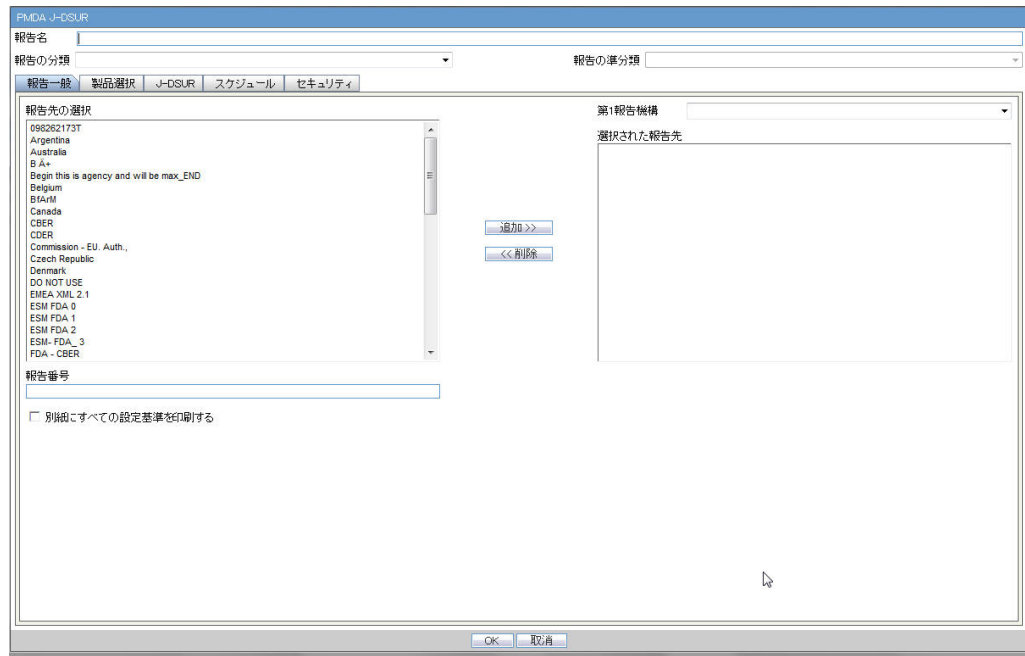 PMDA J-DSUR
報告名
報告の分類
報告の準分類
報告一般 製品選択 J-DSUR スケジュール セキュリティ
報告先の選択
第1報告機構
選択された報告先
098262173T
Argentina
Australia
B Á+
Begin this is agency and will be max_END
Belgium
BfArM
Canada
CBER
CDER
Commission - EU. Auth.,
Czech Republic
Denmark
DO NOT USE
EMEA XML 2.1
ESM FDA 0
ESM FDA 1
ESM FDA 2
ESM- FDA_ 3
FDA - CBER
追加 >>
<< 削除
報告番号
別紙にすべての設定基準を印刷する
OK 取消